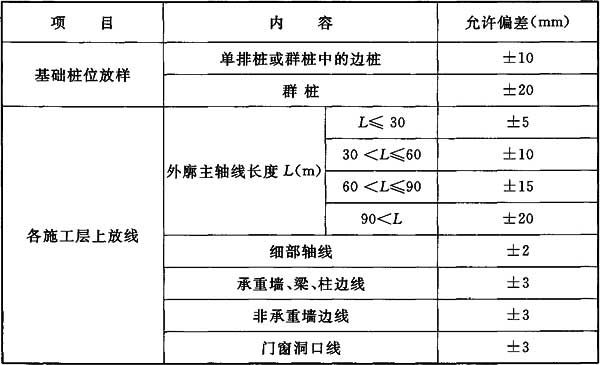 项 目 内 容 允许偏差(mm)
基础桩位放样 单排桩或群桩中的边桩 ±10
群桩 ±20
各施工层上放线 外廓主轴线长度L(m) L≤30 ±5
30<L≤60 ±10
60<L≤90 ±15
90<L ±20
细部轴线 ±2
承重墙、梁、柱边线 ±3
非承重墙边线 ±3
门窗洞口线 ±3